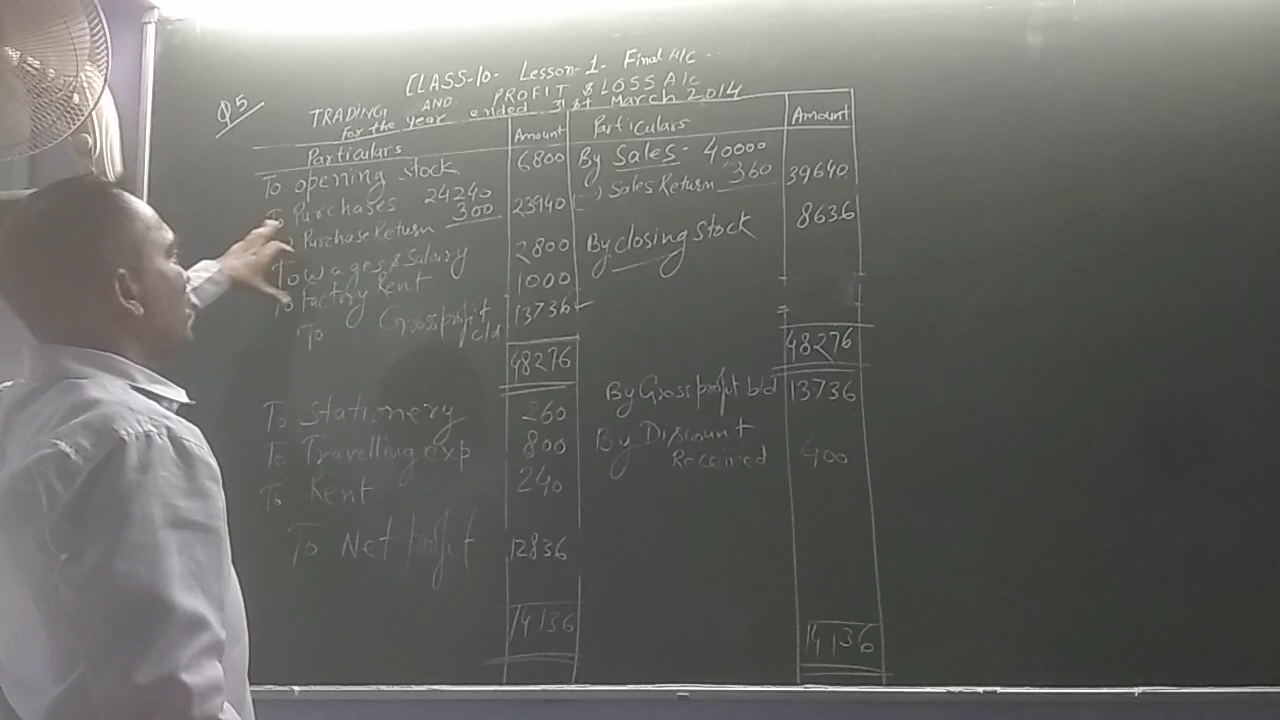 CLASS-10- Lesson-1- Final A/c
Q5
TRADING AND PROFIT & LOSS A/C
for the year ended 31st March 2014
Particulars Amount Particulars Amount
To opening stock 6800 By Sales - 40000
To Purchases 24240 (-) Sales Return 360 39640
Purchase Return 300 23940
To wages & Salary 2800 By closing Stock 8636
To factory Rent 1000
To Gross profit c/d 13736
48276 48276
By Gross profit b/d 13736
To Stationery 260
To Travelling exp 800 By Discount Received 400
To Rent 240
To Net profit 12836
14136 14136